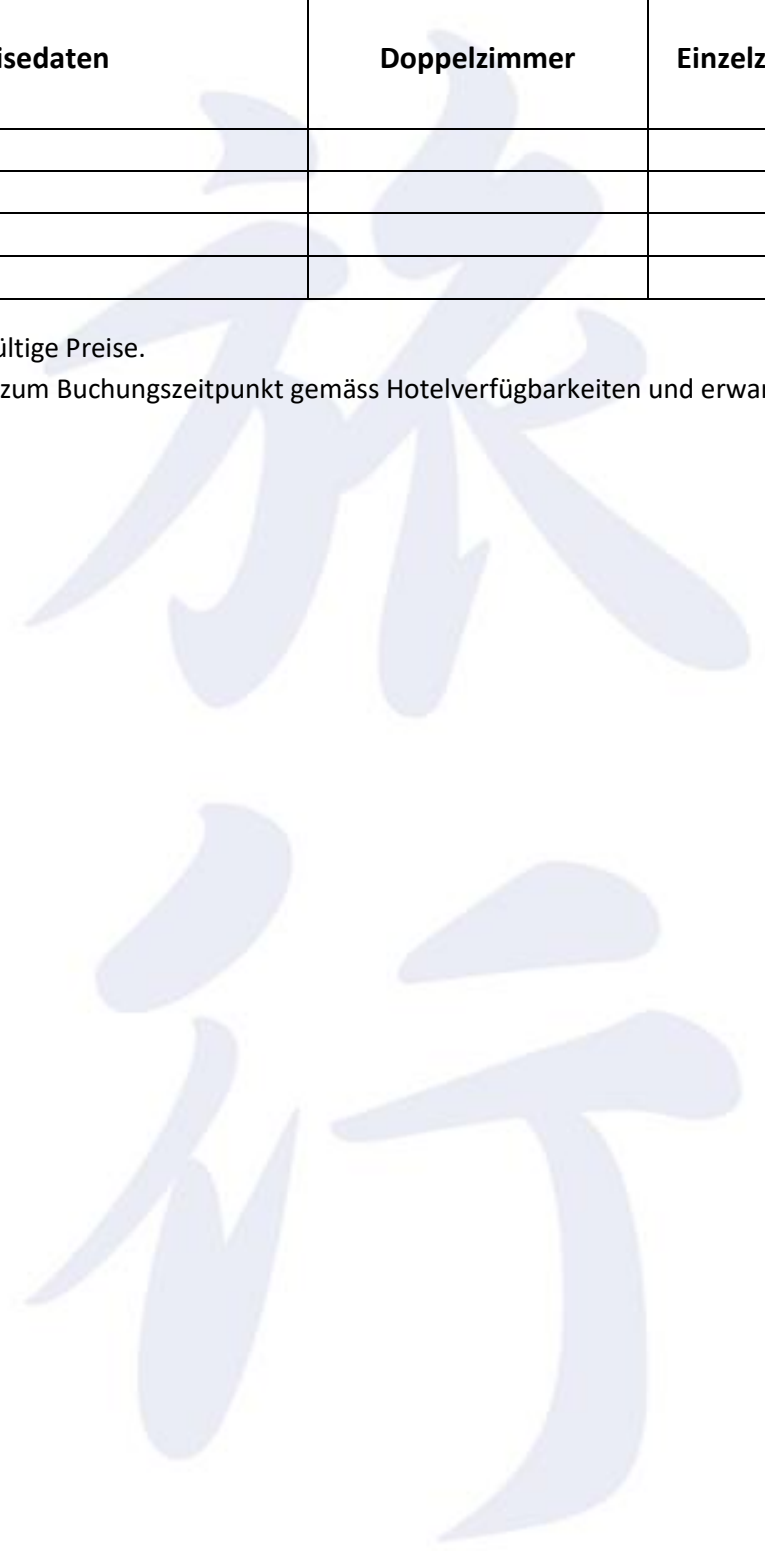 isedaten Doppelzimmer Einzelz
ültige Preise.
zum Buchungszeitpunkt gemäss Hotelverfügbarkeiten und erwar
旅
行